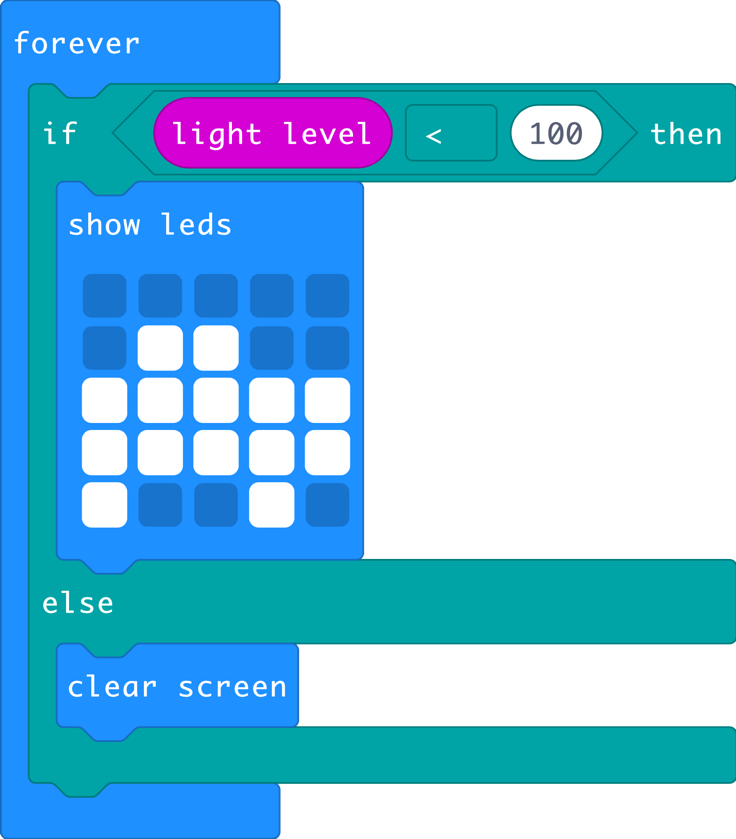 forever
if light level < 100 then
show leds
else
clear screen